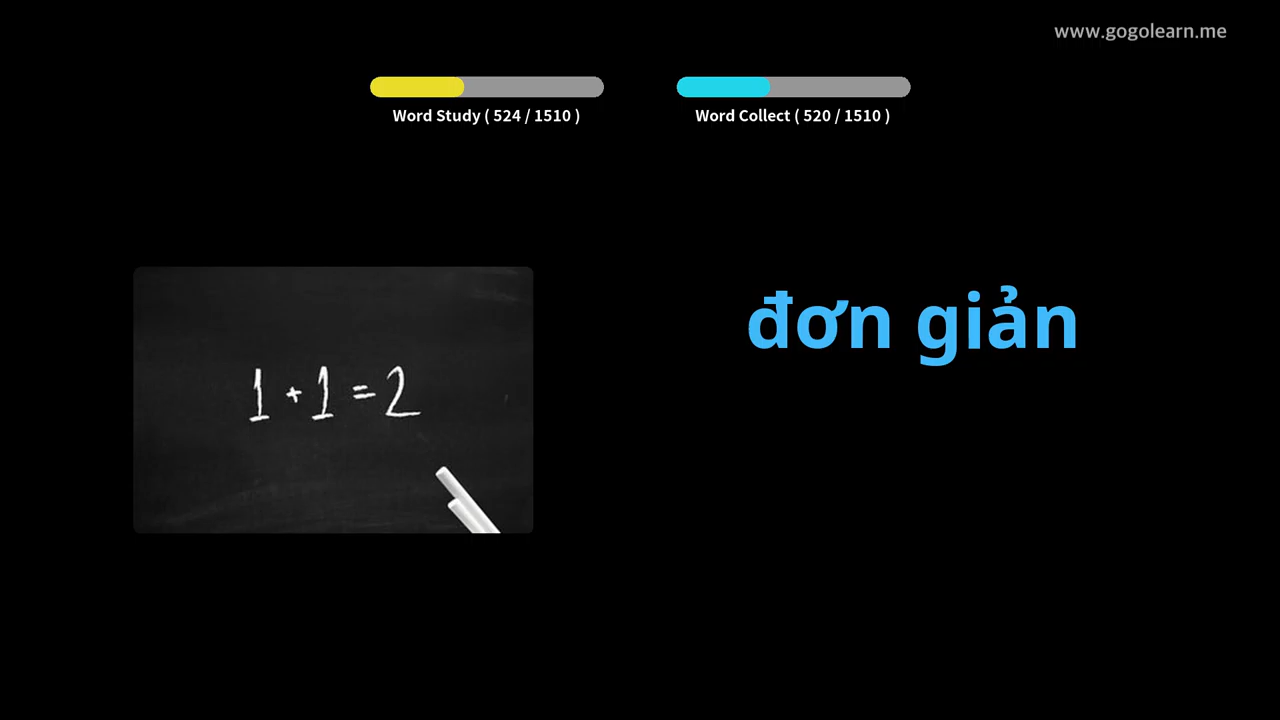 www.gogolearn.me
Word Study ( 524 / 1510 )
Word Collect ( 520 / 1510 )
đơn giản
1 + 1 = 2